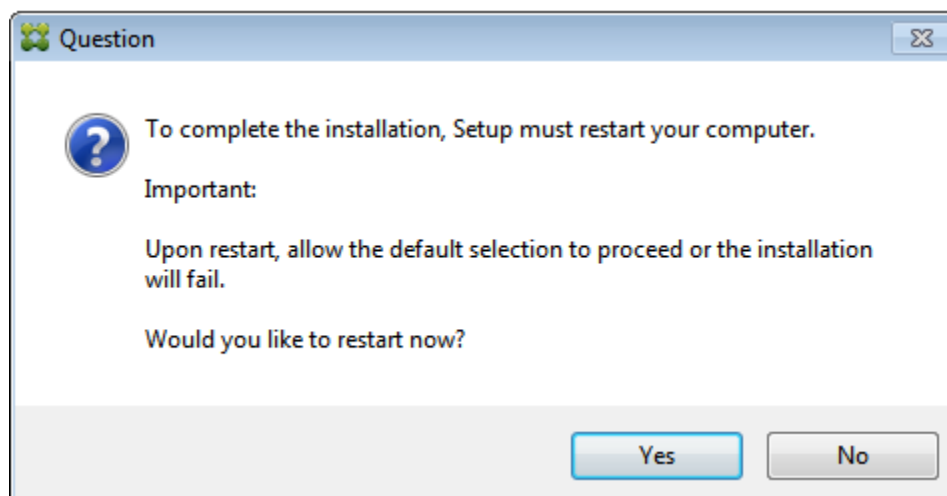 Question
To complete the installation, Setup must restart your computer.
Important:
Upon restart, allow the default selection to proceed or the installation
will fail.
Would you like to restart now?
Yes
No